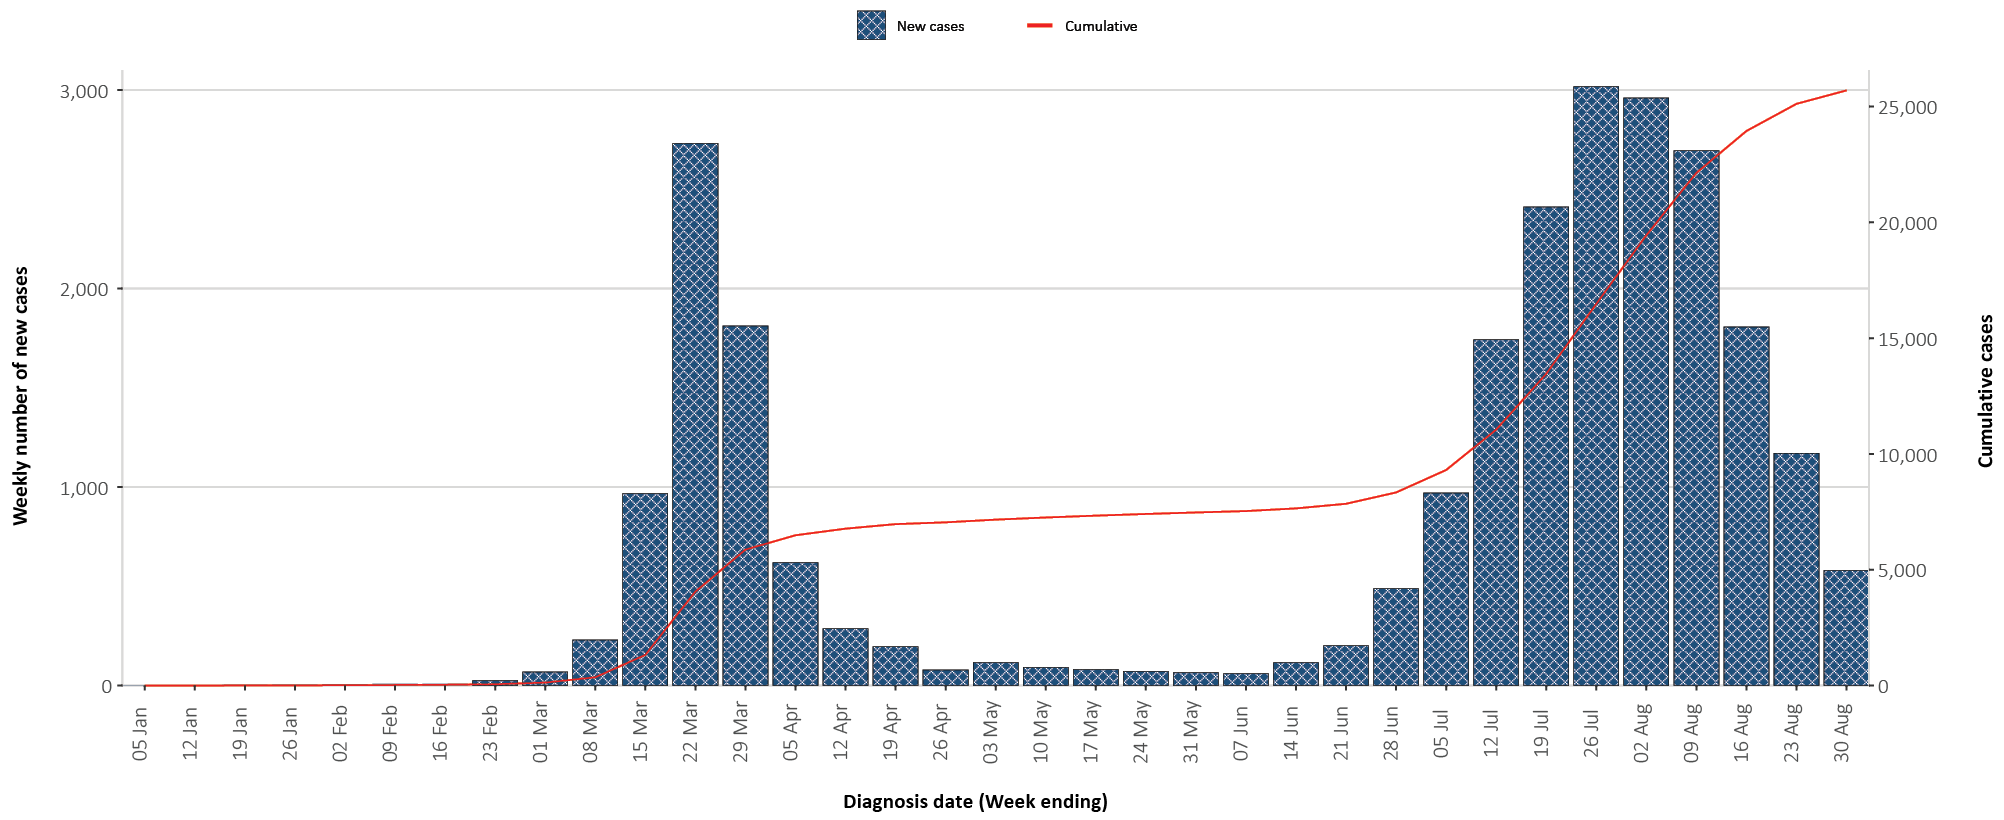 New cases
Cumulative
3,000
2,000
1,000
0
Weekly number of new cases
25,000
20,000
15,000
10,000
5,000
0
Cumulative cases
05 Jan
12 Jan
19 Jan
26 Jan
02 Feb
09 Feb
16 Feb
23 Feb
01 Mar
08 Mar
15 Mar
22 Mar
29 Mar
05 Apr
12 Apr
19 Apr
26 Apr
03 May
10 May
17 May
24 May
31 May
07 Jun
14 Jun
21 Jun
28 Jun
05 Jul
12 Jul
19 Jul
26 Jul
02 Aug
09 Aug
16 Aug
23 Aug
30 Aug
Diagnosis date (Week ending)